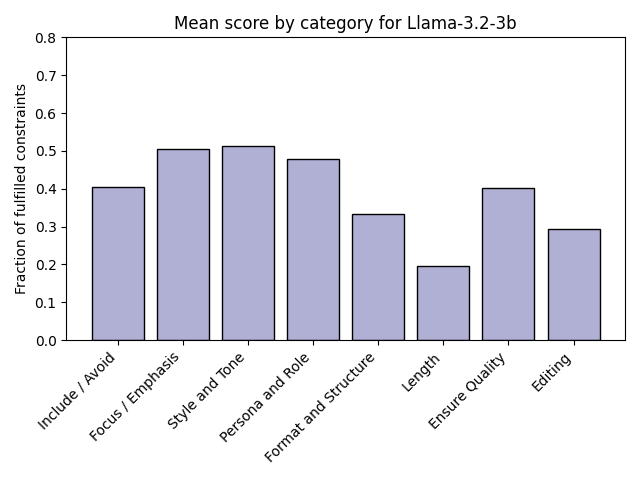 Mean score by category for Llama-3.2-3b
Fraction of fulfilled constraints
0.8
0.7
0.6
0.5
0.4
0.3
0.2
0.1
0.0
Include / Avoid
Focus / Emphasis
Style and Tone
Persona and Role
Format and Structure
Length
Ensure Quality
Editing